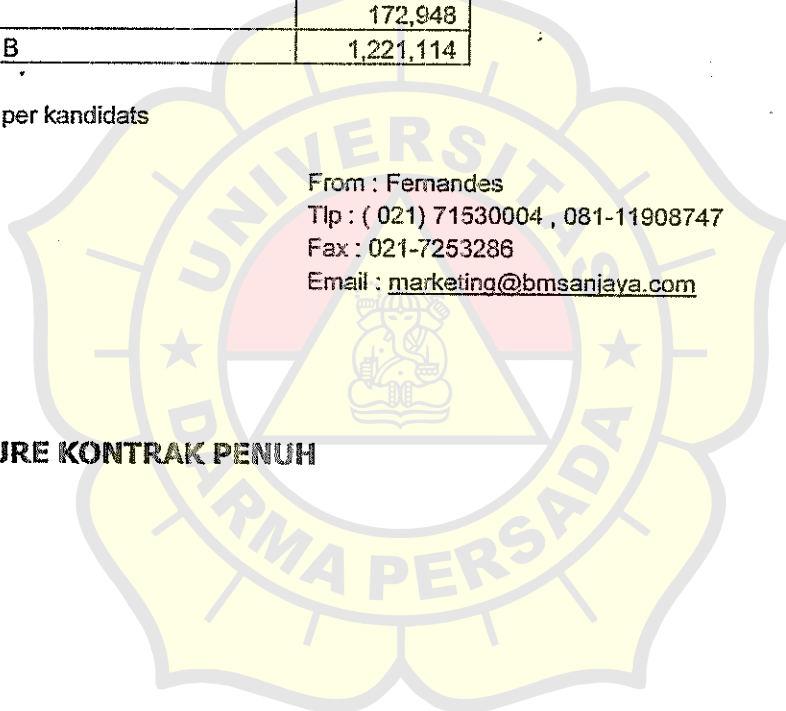 172,948
B 1,221,114
per kandidats
From : Fernandes
Tlp : ( 021) 71530004 , 081-11908747
Fax : 021-7253286
Email : marketing@bmsanjaya.com
URE KONTRAK PENUH
UNIVERSITAS
DARMA PERSADA